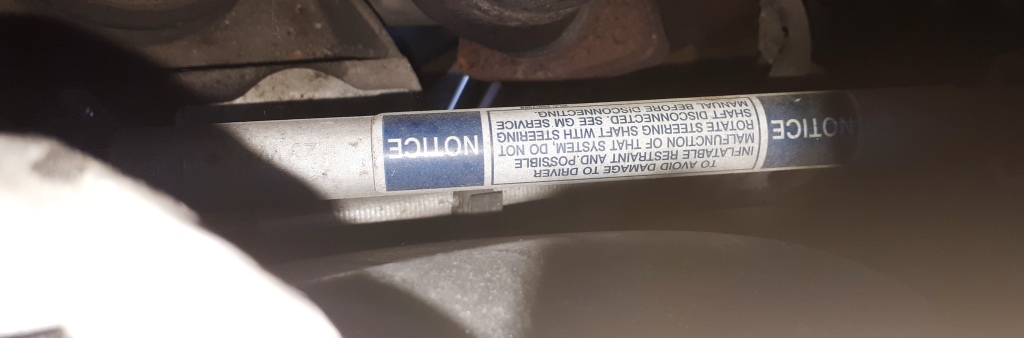 NOTICE
TO AVOID DAMAGE TO DRIVER
INFLATABLE RESTRAINT AND POSSIBLE
MALFUNCTION OF THAT SYSTEM, DO NOT
ROTATE STEERING SHAFT WITH STEERING
SHAFT DISCONNECTED. SEE GM SERVICE
MANUAL BEFORE DISCONNECTING.
NOTICE